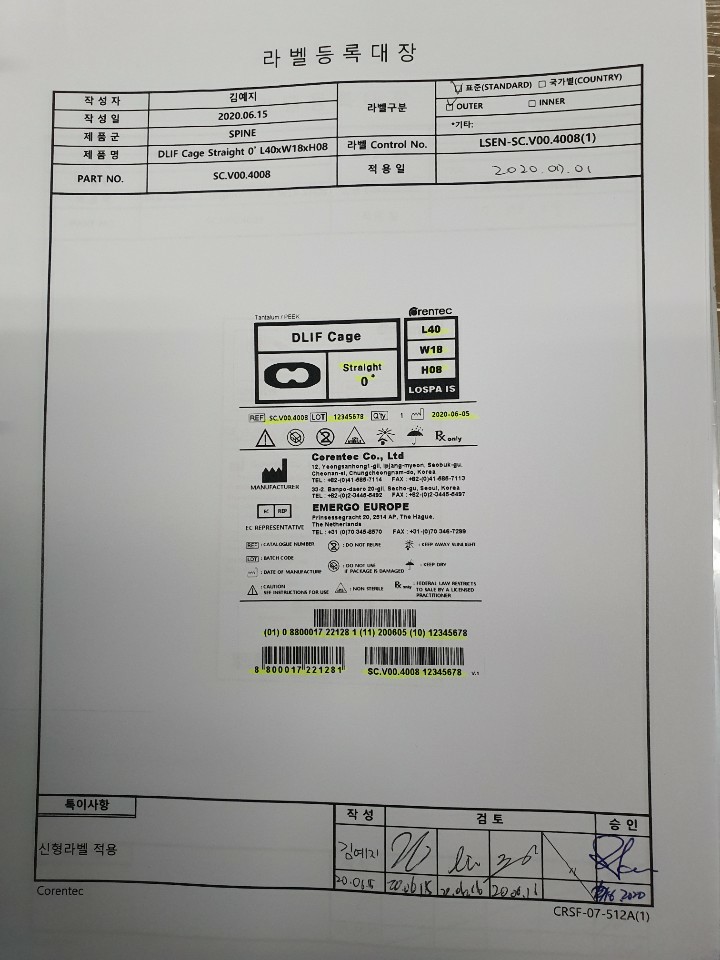 라벨등록대장
작성자 김예지 라벨구분 표준(STANDARD) 국가별(COUNTRY)
작성일 2020.06.15 OUTER INNER
*기타:
제품군 SPINE
제품명 DLIF Cage Straight 0° L40xW18xH08 라벨 Control No. LSEN-SC.V00.4008(1)
PART NO. SC.V00.4008 적용일 2020.07.01
Tantalum / PEEK Corentec
DLIF Cage L40
W18
Straight H08
0° LOSPA IS
REF SC.V00.4008 LOT 12345678 Qty 1 2020-06-05
Rx only
Corentec Co., Ltd
12, Yeongsanhong1-gil, Ipjang-myeon, Seobuk-gu,
Cheonan-si, Chungcheongnam-do, Korea
TEL : +82-(0)41-585-7114 FAX : +82-(0)41-585-7113
MANUFACTURER
33-2, Banpo-daero 20-gil, Seocho-gu, Seoul, Korea
TEL : +82-(0)2-3445-5492 FAX : +82-(0)2-3445-5497
EC REP EMERGO EUROPE
Prinsessegracht 20, 2514 AP, The Hague,
The Netherlands
EC REPRESENTATIVE TEL : +31-(0)70 345-8570 FAX : +31-(0)70 346-7299
REF : CATALOGUE NUMBER : DO NOT REUSE : KEEP AWAY SUNLIGHT
LOT : BATCH CODE
: DATE OF MANUFACTURE : DO NOT USE IF PACKAGE IS DAMAGED : KEEP DRY
: CAUTION SEE INSTRUCTIONS FOR USE : NON STERILE Rx only : FEDERAL LAW RESTRICTS
TO SALE BY A LICENSED
PRACTITIONER
(01) 0 8800017 22128 1 (11) 200605 (10) 12345678
8 800017 221281 SC.V00.4008 12345678 v.1
특이사항 작성 검토 승인
신형라벨 적용 김예지
20.06.15 20.06.15 20.06.16 2020
Corentec
CRSF-07-512A(1)